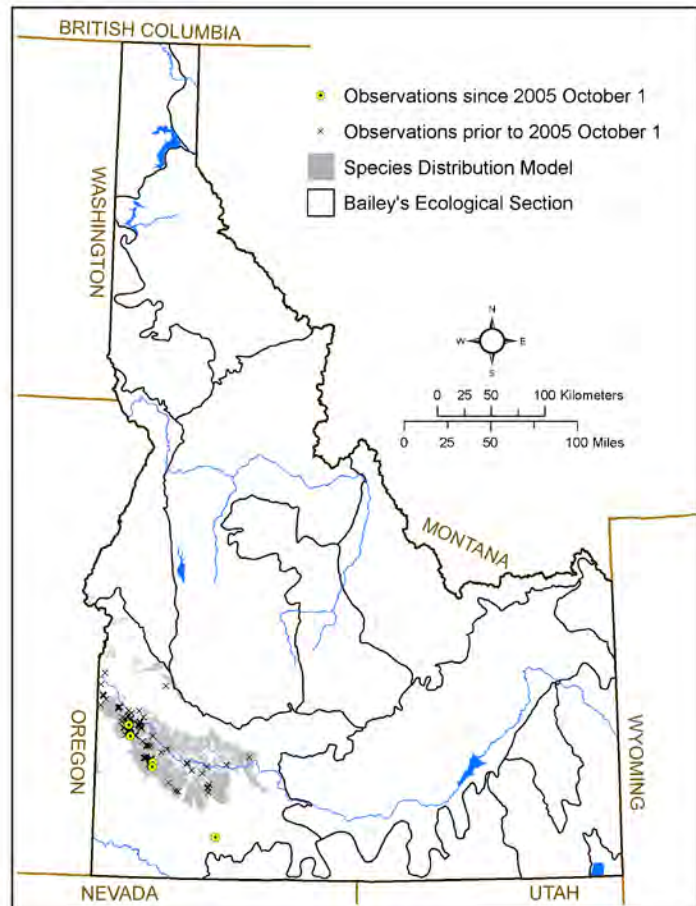 BRITISH COLUMBIA
Observations since 2005 October 1
Observations prior to 2005 October 1
Species Distribution Model
Bailey's Ecological Section
WASHINGTON
N
W E
S
0 25 50 100 Kilometers
0 25 50 100 Miles
MONTANA
OREGON
WYOMING
NEVADA
UTAH